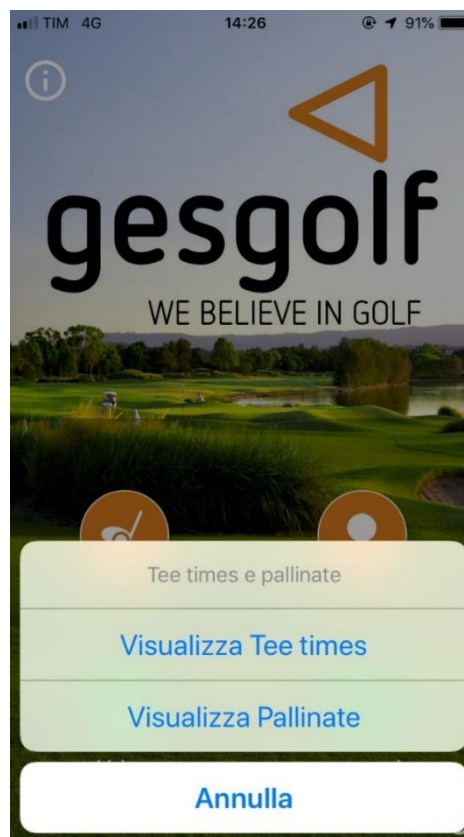 TIM 4G 14:26 91%
gesgolf
WE BELIEVE IN GOLF
Tee times e pallinate
Visualizza Tee times
Visualizza Pallinate
Annulla